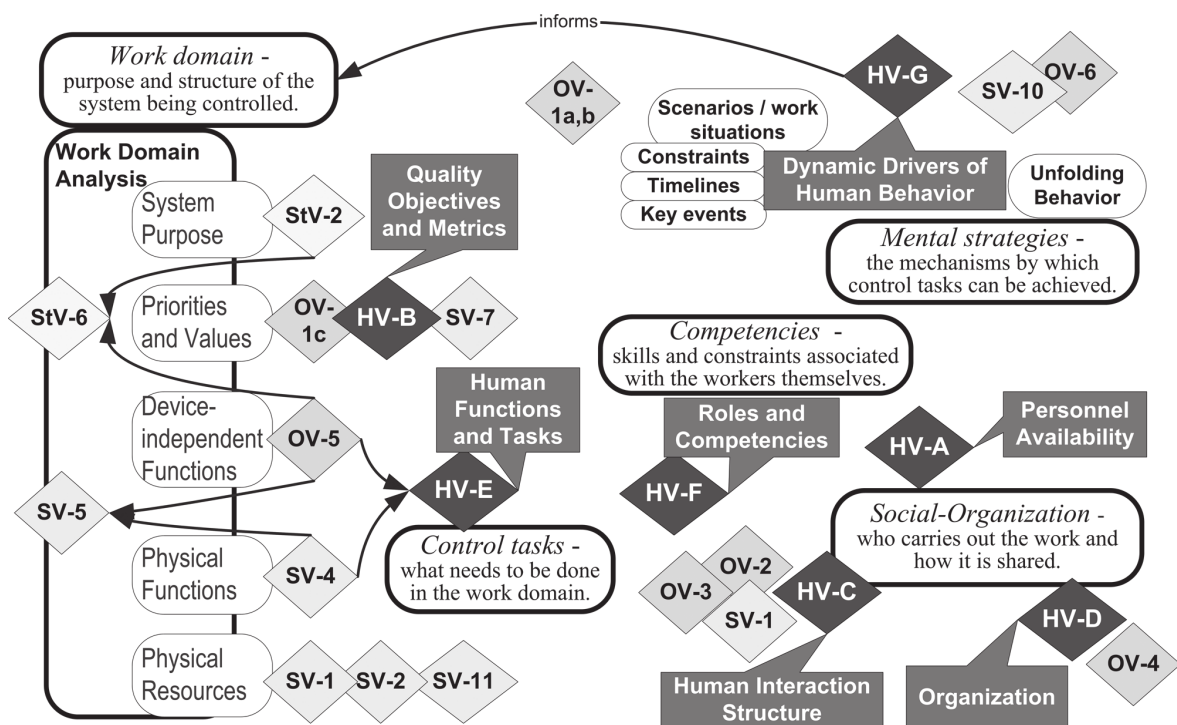 informs
Work domain -
purpose and structure of the
system being controlled.
HV-G
SV-10
OV-6
OV-
1a,b
Scenarios / work
situations
Constraints
Timelines
Key events
Dynamic Drivers of
Human Behavior
Unfolding
Behavior
Mental strategies -
the mechanisms by which
control tasks can be achieved.
Work Domain
Analysis
System
Purpose
StV-2
Quality
Objectives
and Metrics
StV-6
Priorities
and Values
OV-
1c
HV-B
SV-7
Competencies -
skills and constraints associated
with the workers themselves.
Device-
independent
Functions
OV-5
Human
Functions
and Tasks
HV-E
Roles and
Competencies
HV-F
HV-A
Personnel
Availability
SV-5
Physical
Functions
SV-4
Control tasks -
what needs to be done
in the work domain.
Social-Organization -
who carries out the work and
how it is shared.
OV-3
OV-2
SV-1
HV-C
HV-D
OV-4
Physical
Resources
SV-1
SV-2
SV-11
Human Interaction
Structure
Organization